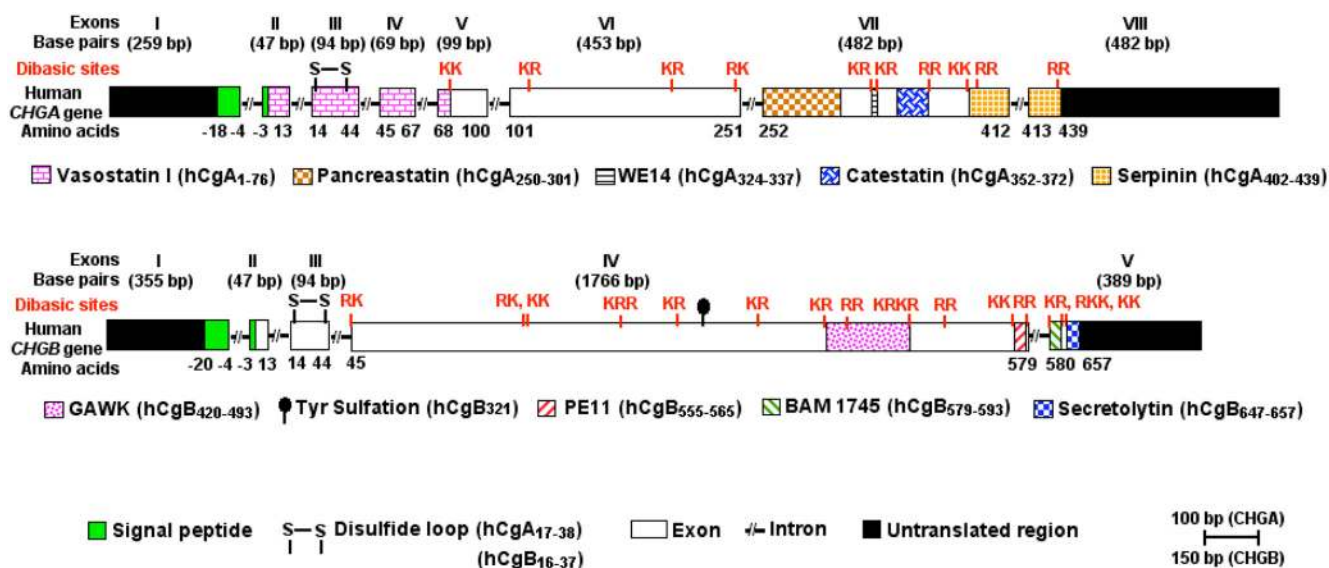 Exons I II III IV V VI VII VIII
Base pairs (259 bp) (47 bp) (94 bp) (69 bp) (99 bp) (453 bp) (482 bp) (482 bp)
Dibasic sites S—S KK KR KR RK KR KR RR KK RR RR
Human
CHGA gene
Amino acids -18 -4 -3 13 14 44 45 67 68 100 101 251 252 412 413 439
Vasostatin I (hCgA1-76) Pancreastatin (hCgA250-301) WE14 (hCgA324-337) Catestatin (hCgA352-372) Serpinin (hCgA402-439)
Exons I II III IV V
Base pairs (355 bp) (47 bp) (94 bp) (1766 bp) (389 bp)
Dibasic sites S—S RK RK, KK KRR KR KR KR RR KRKR RR KK RR KR, RKK, KK
Human
CHGB gene
Amino acids -20 -4 -3 13 14 44 45 579 580 657
GAWK (hCgB420-493) Tyr Sulfation (hCgB321) PE11 (hCgB555-565) BAM 1745 (hCgB579-593) Secretolytin (hCgB647-657)
Signal peptide S—S Disulfide loop (hCgA17-38) Exon Intron Untranslated region 100 bp (CHGA)
(hCgB16-37) 150 bp (CHGB)